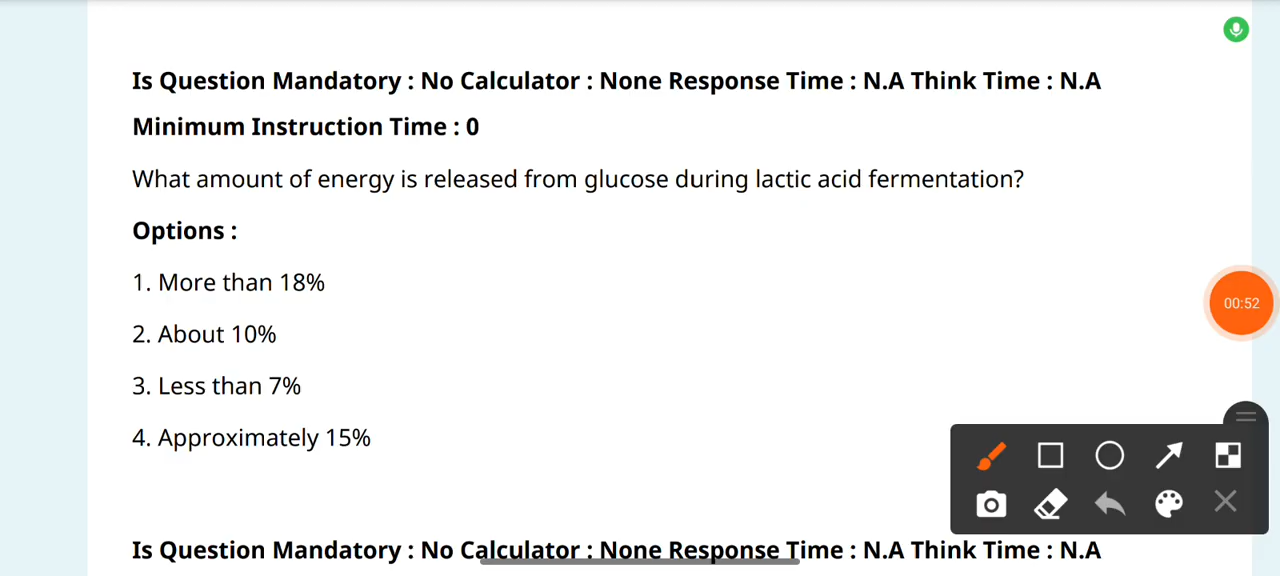 Is Question Mandatory : No Calculator : None Response Time : N.A Think Time : N.A
Minimum Instruction Time : 0
What amount of energy is released from glucose during lactic acid fermentation?
Options :
1. More than 18%
2. About 10%
00:52
3. Less than 7%
4. Approximately 15%
Is Question Mandatory : No Calculator : None Response Time : N.A Think Time : N.A